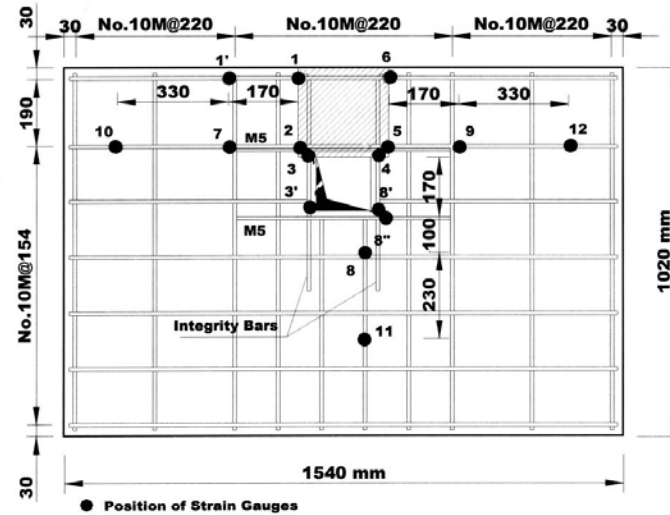 30
30
No.10M@220
No.10M@220
No.10M@220
30
1'
1
6
330
170
170
330
190
10
7
M5
2
5
9
12
3
4
3'
8'
170
M5
8"
100
8
No.10M@154
230
1020 mm
Integrity Bars
11
30
1540 mm
Position of Strain Gauges